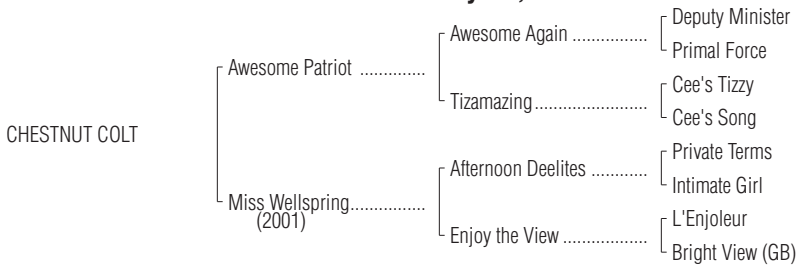 Deputy Minister
Awesome Again ...............
Primal Force
Awesome Patriot ..............
Cee's Tizzy
Tizamazing.......................
Cee's Song
CHESTNUT COLT
Private Terms
Afternoon Deelites ...........
Intimate Girl
Miss Wellspring................
(2001)
L'Enjoleur
Enjoy the View .................
Bright View (GB)